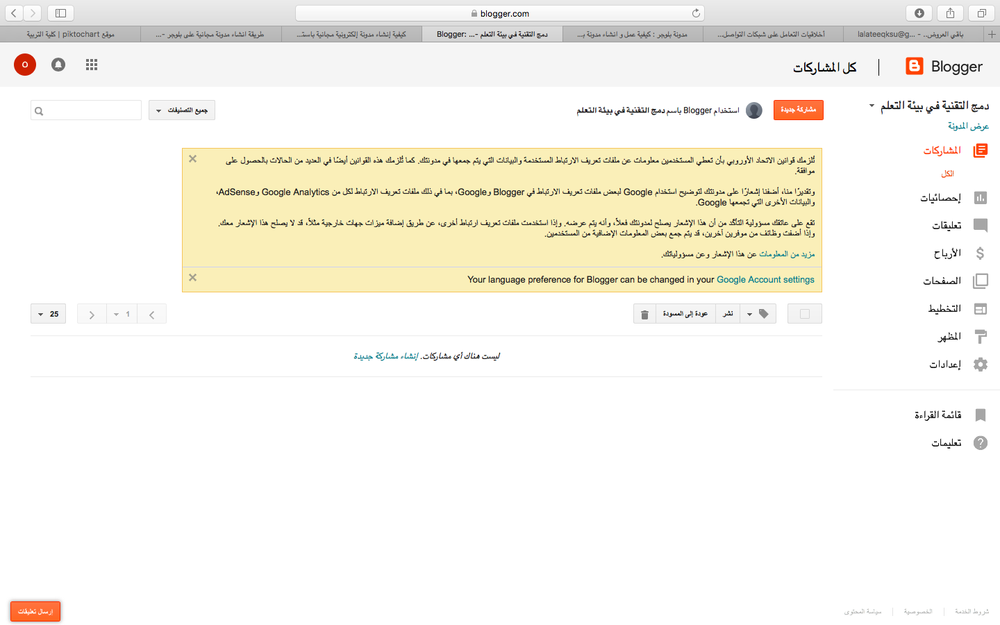 blogger.com
موقع piktochart | كلية التربية
طريقة انشاء مدونة مجانية على بلوجر -...
كيفية إنشاء مدونة إلكترونية مجانية باست...
Blogger: دمج التقنية في بيئة التعلم -...
مدونة بلوجر : كيفية عمل و انشاء مدونة ب...
أخلاقيات التعامل على شبكات التواصل...
باقي العروض.. - lalateeqksu@g...
Blogger
كل المشاركات
O
دمج التقنية في بيئة التعلم
عرض المدونة
المشاركات
الكل
إحصائيات
تعليقات
الأرباح
الصفحات
التخطيط
المظهر
إعدادات
قائمة القراءة
تعليمات
مشاركة جديدة
استخدام Blogger باسم دمج التقنية في بيئة التعلم
جميع التصنيفات
تُلزمك قوانين الاتحاد الأوروبي بأن تعطي المستخدمين معلومات عن ملفات تعريف الارتباط المستخدمة والبيانات التي يتم جمعها في مدونتك. كما تُلزمك هذه القوانين أيضًا في العديد من الحالات بالحصول على
موافقة.
وتقديرًا منا، أضفنا إشعارًا على مدونتك لتوضيح استخدام Google لبعض ملفات تعريف الارتباط في Blogger وGoogle، بما في ذلك ملفات تعريف الارتباط لكل من Google Analytics وAdSense،
والبيانات الأخرى التي تجمعها Google.
تقع على عاتقك مسؤولية التأكّد من أن هذا الإشعار يصلح لمدونتك فعلاً، وأنه يتم عرضه. وإذا استخدمت ملفات تعريف ارتباط أخرى، عن طريق إضافة ميزات جهات خارجية مثلاً، قد لا يصلح هذا الإشعار معك.
وإذا أضفت وظائف من موفرين آخرين، قد يتم جمع بعض المعلومات الإضافية من المستخدمين.
مزيد من المعلومات عن هذا الإشعار وعن مسؤولياتك.
Your language preference for Blogger can be changed in your Google Account settings
نشر
عودة إلى المسودة
1
25
ليست هناك أي مشاركات. إنشاء مشاركة جديدة
إرسال تعليقات
شروط الخدمة
الخصوصية
سياسة المحتوى